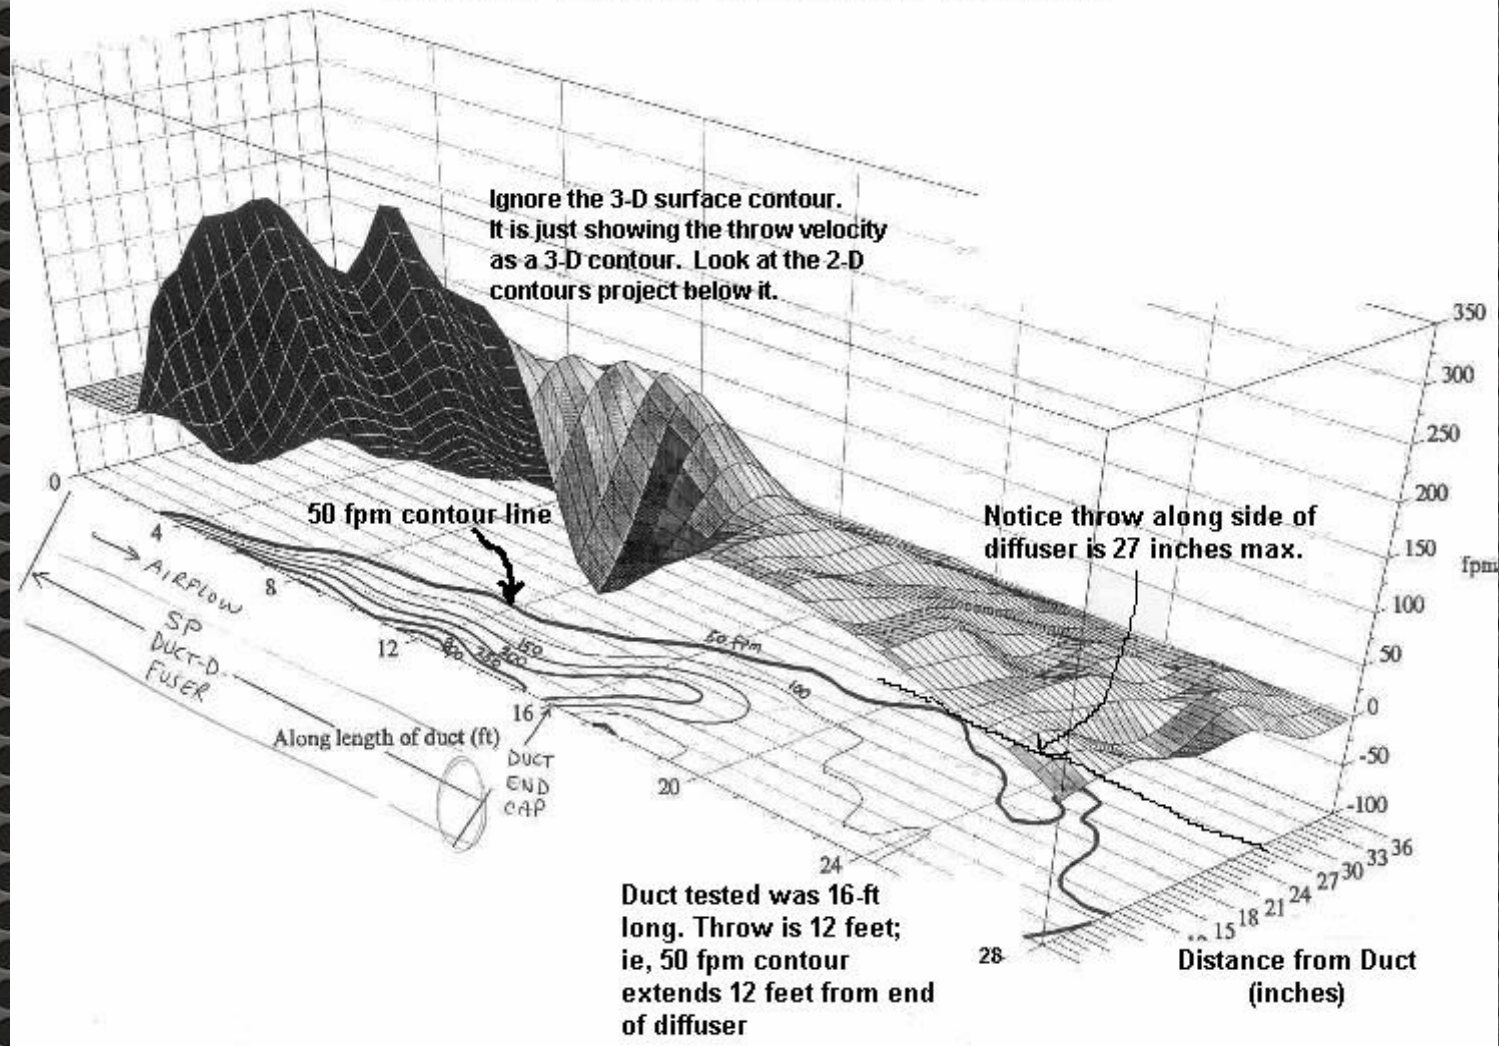 Ignore the 3-D surface contour.
It is just showing the throw velocity
as a 3-D contour. Look at the 2-D
contours project below it.
350
300
250
200
150
fpm
100
50
0
-50
-100
50 fpm contour line
Notice throw along side of
diffuser is 27 inches max.
0
4
8
12
16
20
24
28
AIRFLOW
SP
DUCT-D-
FUSER
Along length of duct (ft)
DUCT
END
CAP
150
200
250
300
50 fpm
100
Duct tested was 16-ft
long. Throw is 12 feet;
ie, 50 fpm contour
extends 12 feet from end
of diffuser
15 18 21 24 27 30 33 36
Distance from Duct
(inches)